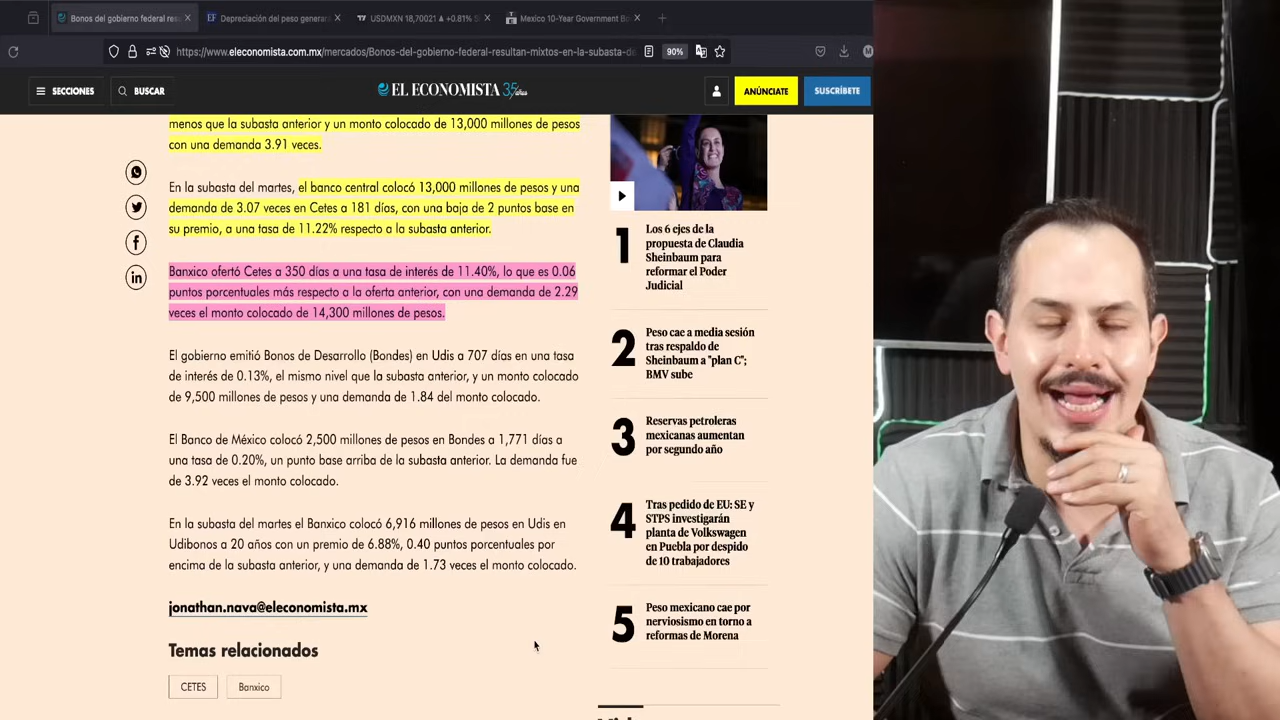 Bonos del gobierno federal res
Depreciación del peso generar
USDMXN 18,70021 ▲ +0.81%
Mexico 10-Year Government Bo
https://www.eleconomista.com.mx/mercados/Bonos-del-gobierno-federal-resultan-mixtos-en-la-subasta-de
90%
SECCIONES
BUSCAR
EL ECONOMISTA 35 años
ANÚNCIATE
SUSCRÍBETE
menos que la subasta anterior y un monto colocado de 13,000 millones de pesos
con una demanda 3.91 veces.
En la subasta del martes, el banco central colocó 13,000 millones de pesos y una
demanda de 3.07 veces en Cetes a 181 días, con una baja de 2 puntos base en
su premio, a una tasa de 11.22% respecto a la subasta anterior.
Banxico ofertó Cetes a 350 días a una tasa de interés de 11.40%, lo que es 0.06
puntos porcentuales más respecto a la oferta anterior, con una demanda de 2.29
veces el monto colocado de 14,300 millones de pesos.
El gobierno emitió Bonos de Desarrollo (Bondes) en Udis a 707 días en una tasa
de interés de 0.13%, el mismo nivel que la subasta anterior, y un monto colocado
de 9,500 millones de pesos y una demanda de 1.84 del monto colocado.
El Banco de México colocó 2,500 millones de pesos en Bondes a 1,771 días a
una tasa de 0.20%, un punto base arriba de la subasta anterior. La demanda fue
de 3.92 veces el monto colocado.
En la subasta del martes el Banxico colocó 6,916 millones de pesos en Udis en
Udibonos a 20 años con un premio de 6.88%, 0.40 puntos porcentuales por
encima de la subasta anterior, y una demanda de 1.73 veces el monto colocado.
jonathan.nava@eleconomista.mx
Temas relacionados
CETES
Banxico
1
Los 6 ejes de la
propuesta de Claudia
Sheinbaum para
reformar el Poder
Judicial
2
Peso cae a media sesión
tras respaldo de
Sheinbaum a "plan C";
BMV sube
3
Reservas petroleras
mexicanas aumentan
por segundo año
4
Tras pedido de EU: SE y
STPS investigarán
planta de Volkswagen
en Puebla por despido
de 10 trabajadores
5
Peso mexicano cae por
nerviosismo en torno a
reformas de Morena